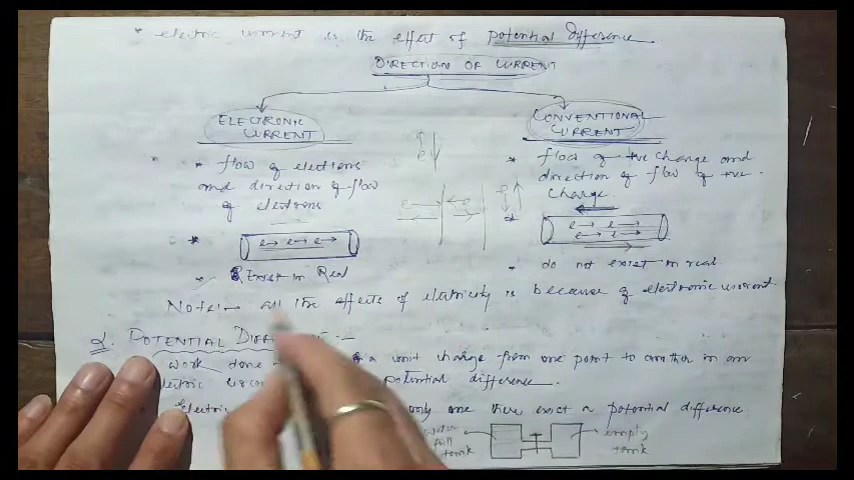 * electric current is the effect of potential difference.
DIRECTION OF CURRENT
ELECTRONIC
CURRENT
* flow of electrons
and direction of flow
of electrons
* e→ e→ e→
Exist in Real
CONVENTIONAL
CURRENT
* flow of +ve charge and
direction of flow of +ve
charge.
e→ e→
e→ e→
* do not exist in real
Note:- all the effects of electricity is because of electronic current
2. POTENTIAL DIFF :-
work done a unit charge from one point to another in an
potential difference.
Electric only one there exist a potential difference
full
tank
empty
tank